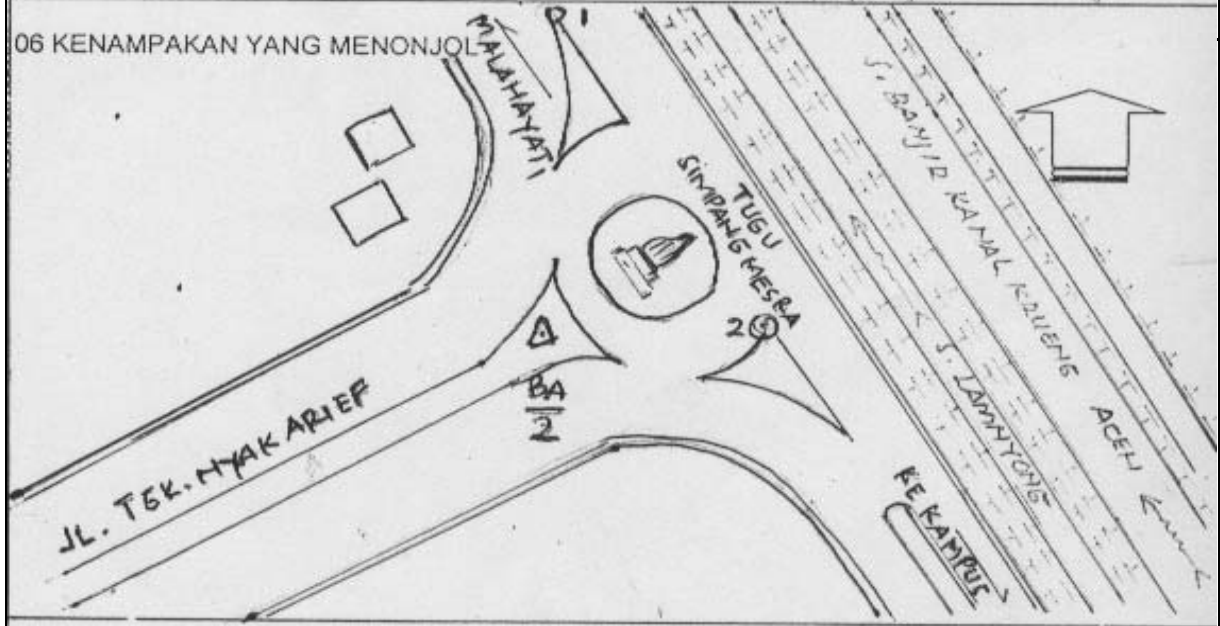 06 KENAMPAKAN YANG MENONJOL
MALAHAYATI
1
TUGU
SIMPANG MESRA
2
BA
2
JL. TEK. NYAK ARIEF
KE KAMPUS
S. LAMNYONG
S. BANJIR KANAL KRUENG ACEH